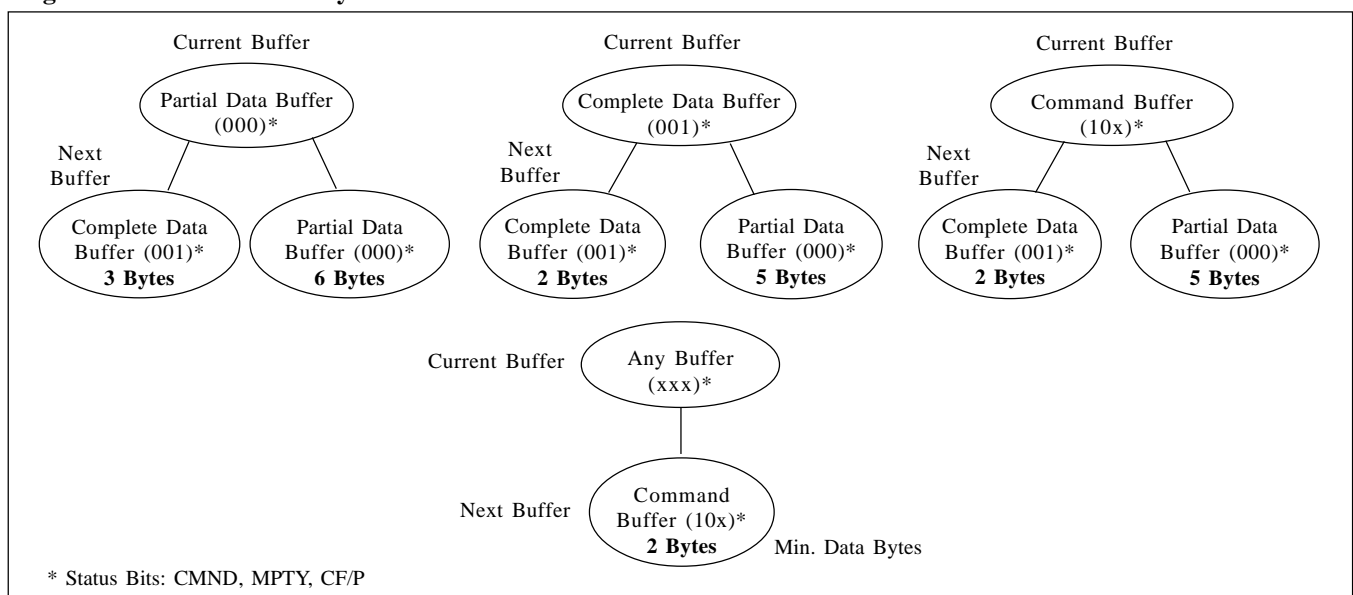 Current Buffer
Partial Data Buffer
(000)*
Next
Buffer
Complete Data
Buffer (001)*
3 Bytes
Partial Data
Buffer (000)*
6 Bytes
Current Buffer
Complete Data Buffer
(001)*
Next
Buffer
Complete Data
Buffer (001)*
2 Bytes
Partial Data
Buffer (000)*
5 Bytes
Current Buffer
Command Buffer
(10x)*
Next
Buffer
Complete Data
Buffer (001)*
2 Bytes
Partial Data
Buffer (000)*
5 Bytes
Current Buffer
Any Buffer
(xxx)*
Next Buffer
Command
Buffer (10x)*
2 Bytes
Min. Data Bytes
* Status Bits: CMND, MPTY, CF/P